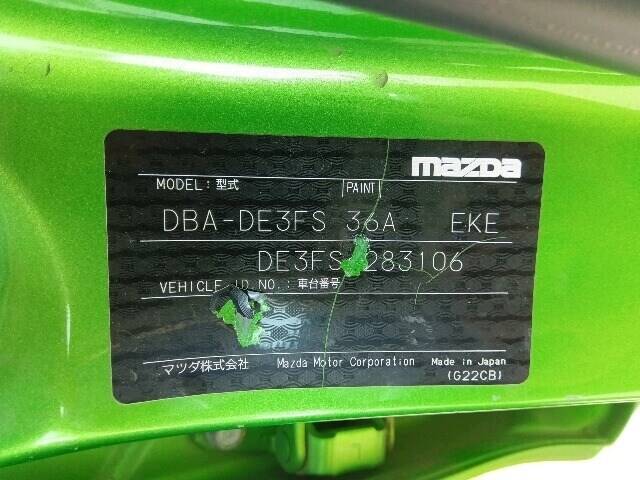 mazda
MODEL:型式 PAINT
DBA-DE3FS 36A EKE
DE3FS 283106
VEHICLE I.D NO.:車台番号
マツダ株式会社 Mazda Motor Corporation Made in Japan
(G22CB)